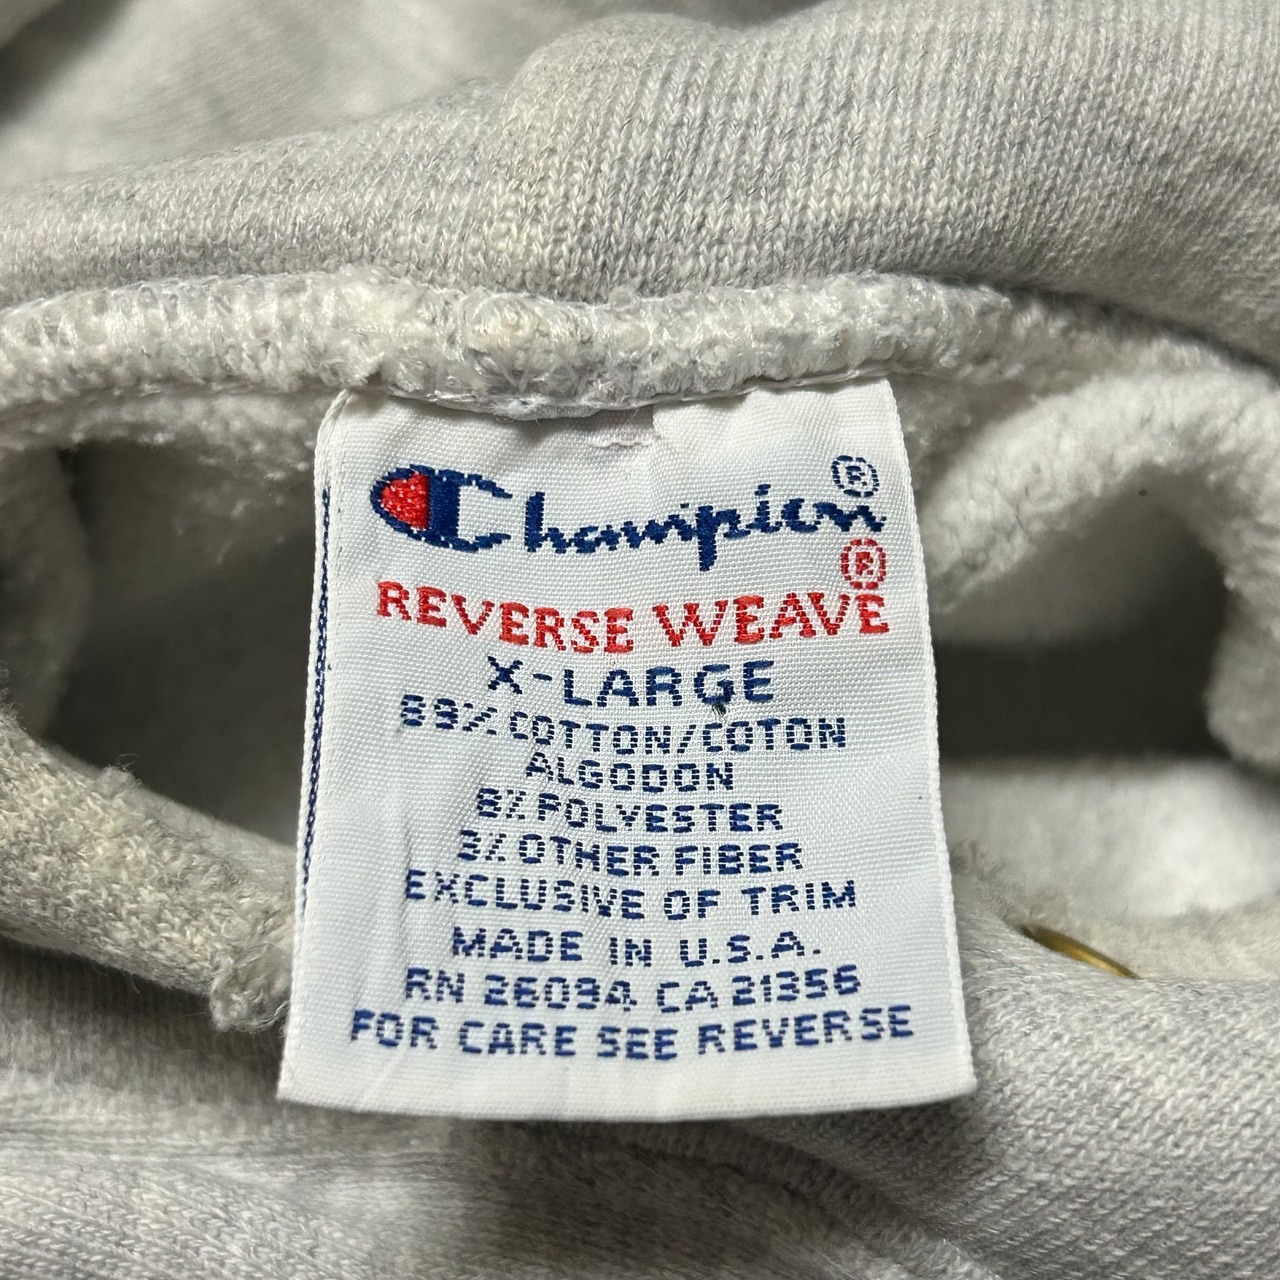 Champion®
REVERSE WEAVE®
X-LARGE
89% COTTON/COTON
ALGODON
8% POLYESTER
3% OTHER FIBER
EXCLUSIVE OF TRIM
MADE IN U.S.A.
RN 26094 CA 21356
FOR CARE SEE REVERSE